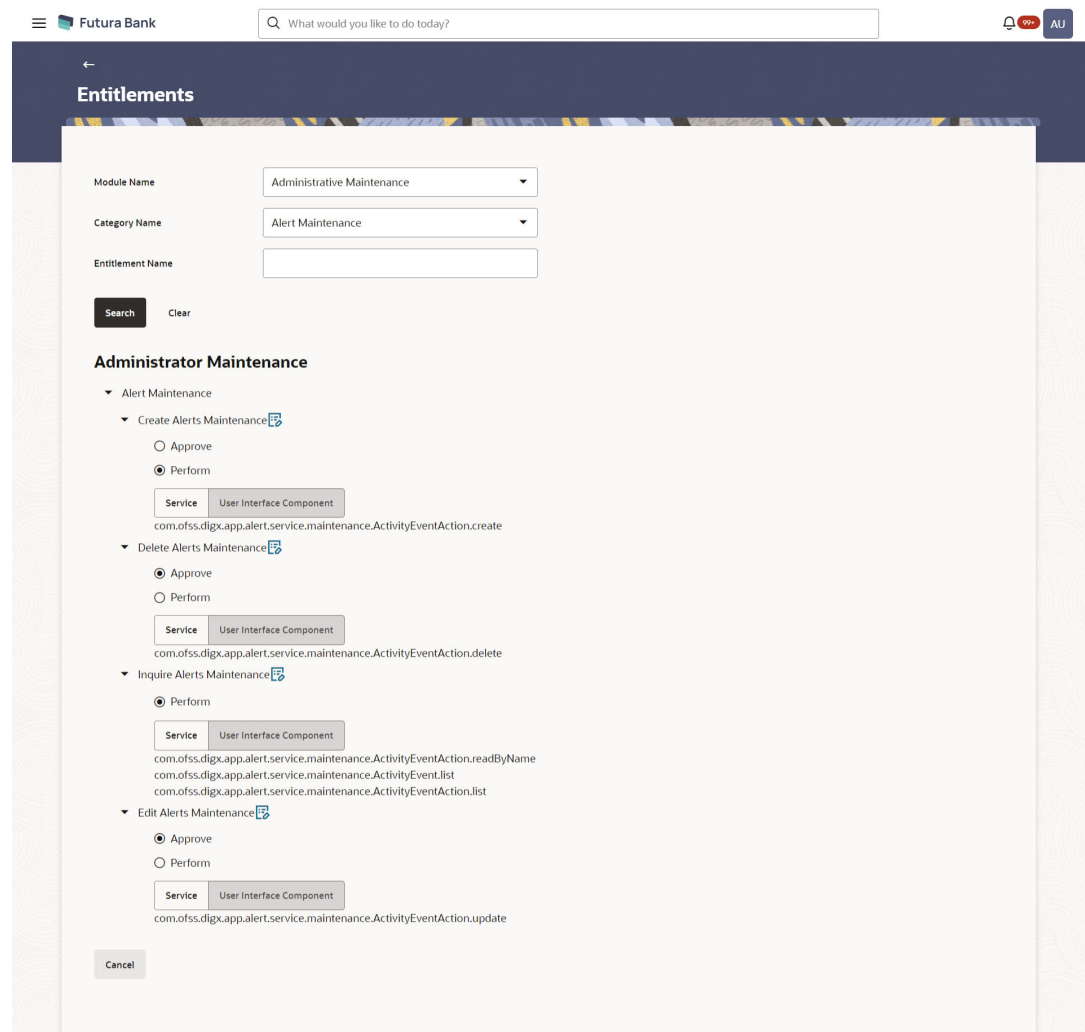 Futura Bank
What would you like to do today?
99+
AU
Entitlements
Module Name
Administrative Maintenance
Category Name
Alert Maintenance
Entitlement Name
Search Clear
Administrator Maintenance
Alert Maintenance
Create Alerts Maintenance
Approve
Perform
Service User Interface Component
com.ofss.digx.app.alert.service.maintenance.ActivityEventAction.create
Delete Alerts Maintenance
Approve
Perform
Service User Interface Component
com.ofss.digx.app.alert.service.maintenance.ActivityEventAction.delete
Inquire Alerts Maintenance
Perform
Service User Interface Component
com.ofss.digx.app.alert.service.maintenance.ActivityEventAction.readByName
com.ofss.digx.app.alert.service.maintenance.ActivityEvent.list
com.ofss.digx.app.alert.service.maintenance.ActivityEventAction.list
Edit Alerts Maintenance
Approve
Perform
Service User Interface Component
com.ofss.digx.app.alert.service.maintenance.ActivityEventAction.update
Cancel